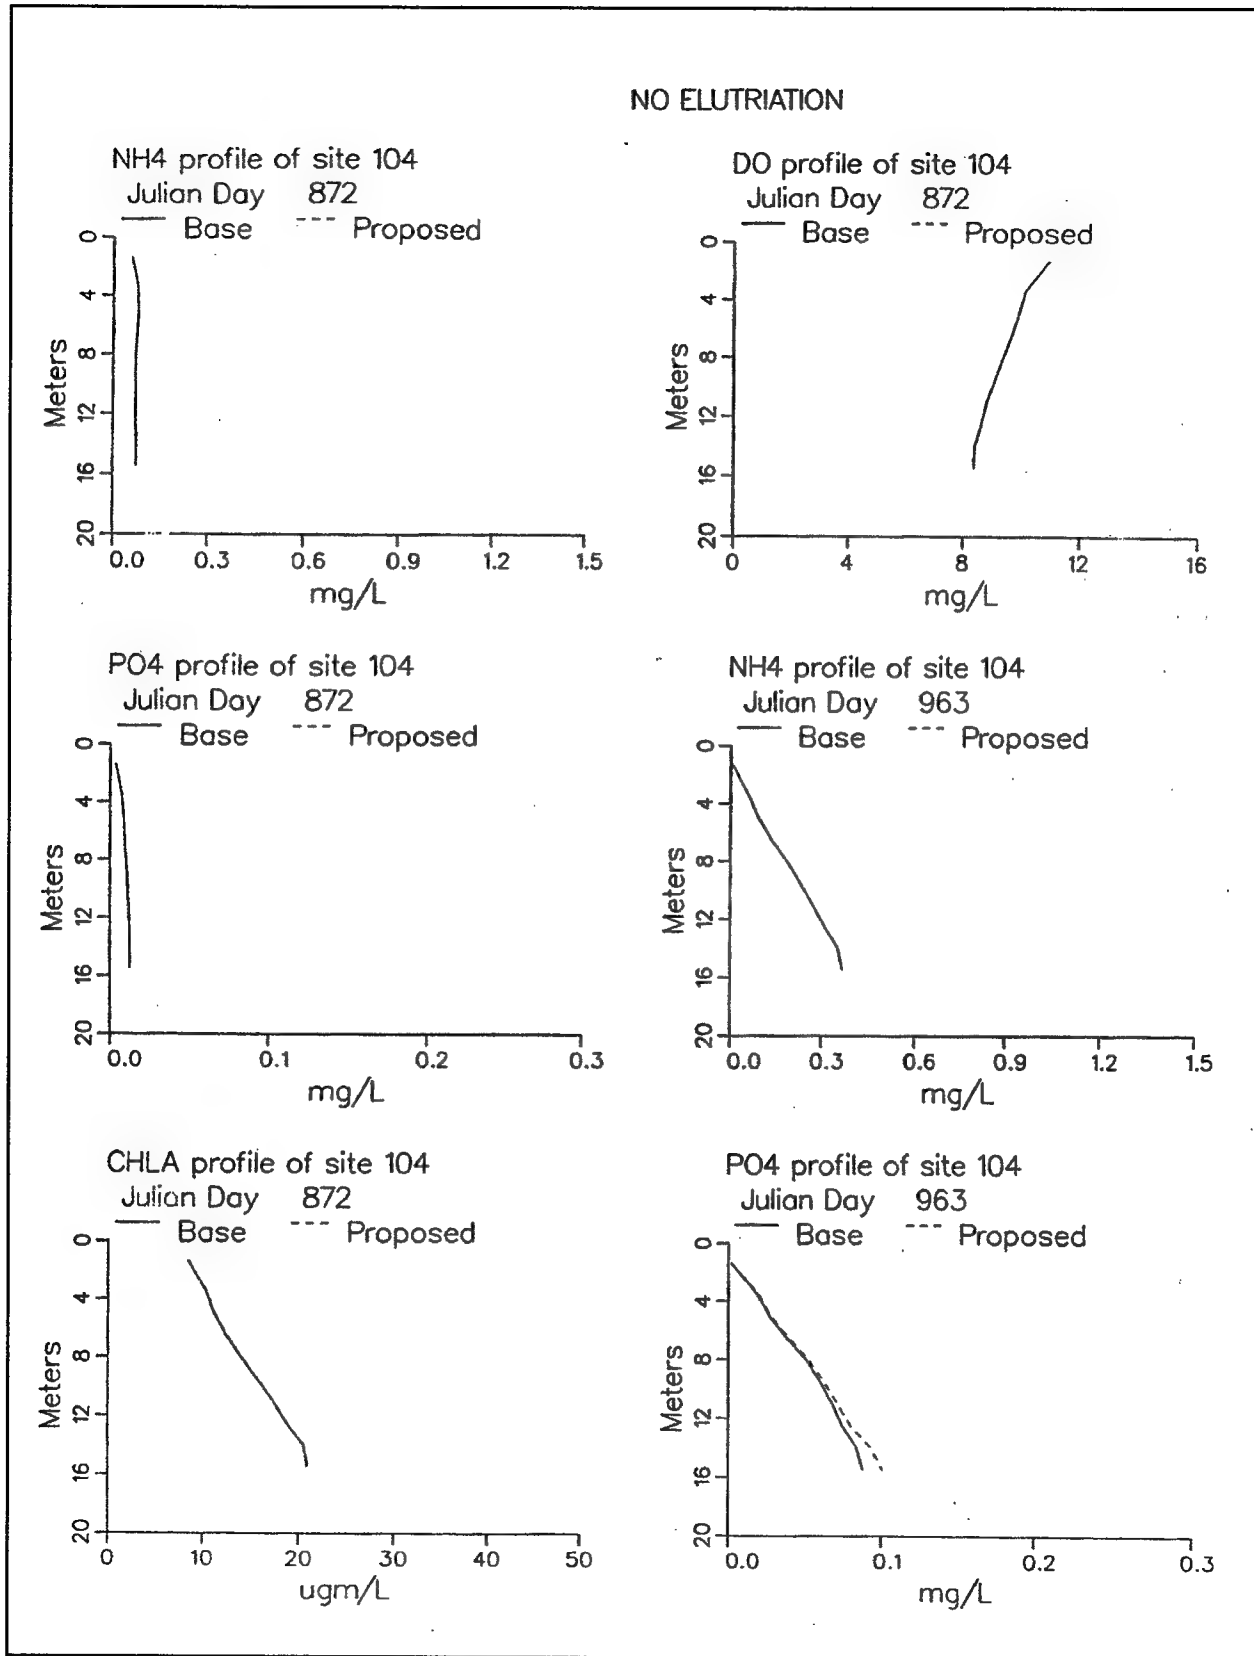 NO ELUTRIATION
NH4 profile of site 104
Julian Day 872
Base Proposed
0
4
8
12
16
20
Meters
0.0 0.3 0.6 0.9 1.2 1.5
mg/L
DO profile of site 104
Julian Day 872
Base Proposed
0
4
8
12
16
20
Meters
0 4 8 12 16
mg/L
PO4 profile of site 104
Julian Day 872
Base Proposed
0
4
8
12
16
20
Meters
0.0 0.1 0.2 0.3
mg/L
NH4 profile of site 104
Julian Day 963
Base Proposed
0
4
8
12
16
20
Meters
0.0 0.3 0.6 0.9 1.2 1.5
mg/L
CHLA profile of site 104
Julian Day 872
Base Proposed
0
4
8
12
16
20
Meters
0 10 20 30 40 50
ugm/L
PO4 profile of site 104
Julian Day 963
Base Proposed
0
4
8
12
16
20
Meters
0.0 0.1 0.2 0.3
mg/L